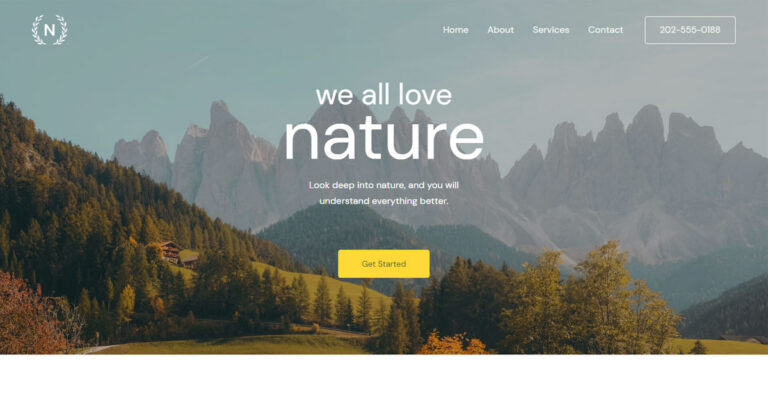 N
Home About Services Contact 202-555-0188
we all love
nature
Look deep into nature, and you will
understand everything better.
Get Started